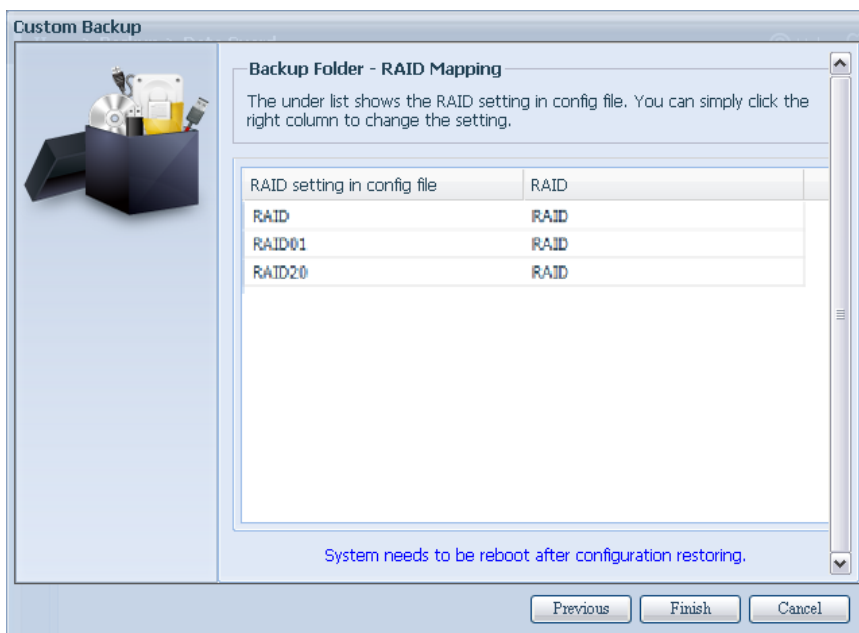 Custom Backup
Backup Folder - RAID Mapping
The under list shows the RAID setting in config file. You can simply click the
right column to change the setting.
RAID setting in config file RAID
RAID RAID
RAID01 RAID
RAID20 RAID
System needs to be reboot after configuration restoring.
Previous Finish Cancel